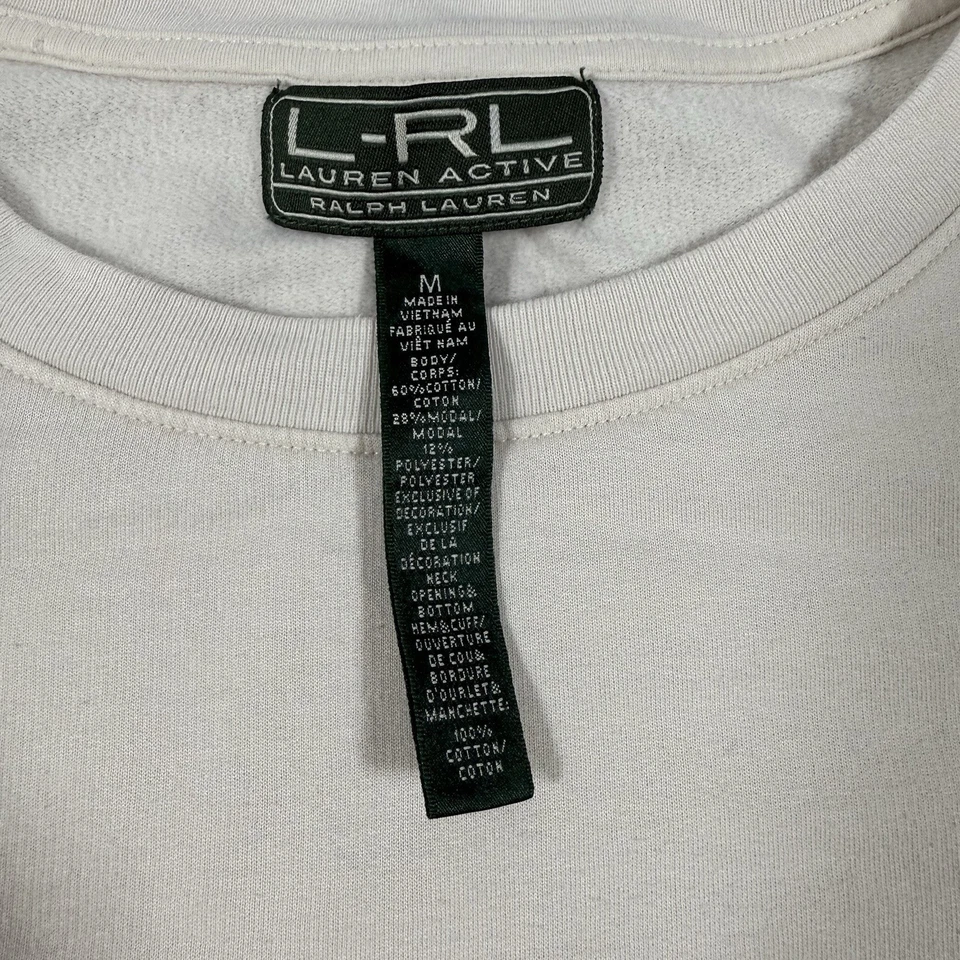 L-RL
LAUREN ACTIVE
RALPH LAUREN
M
MADE IN
VIETNAM
FABRIQUÉ AU
VIÊT NAM
BODY/
CORPS:
60%COTTON/
COTON
28%MODAL/
MODAL
12%
POLYESTER/
POLYESTER
EXCLUSIVE OF
DECORATION/
EXCLUSIF
DE LA
DÉCORATION
NECK
OPENING&
BOTTOM
HEM&CUFF/
OUVERTURE
DE COU&
BORDURE
D'OURLET&
MANCHETTE:
100%
COTTON/
COTON